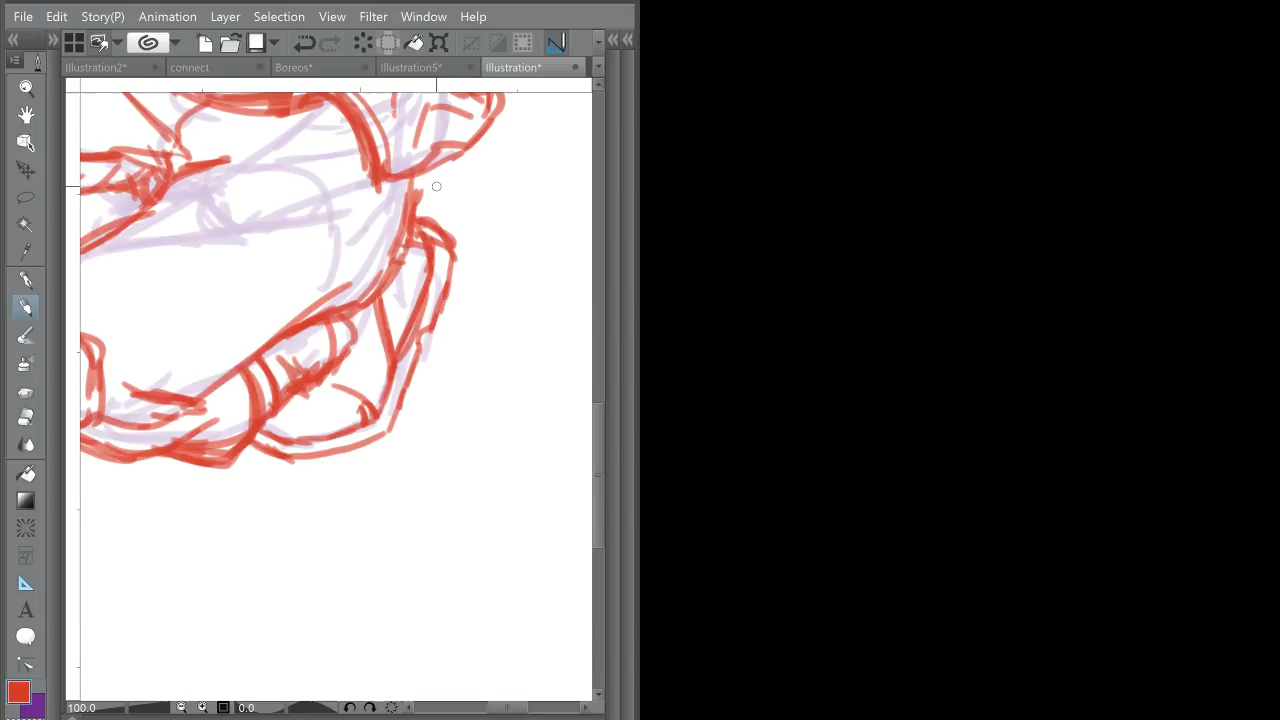 File Edit Story(P) Animation Layer Selection View Filter Window Help
Illustration2* connect Boreos* Illustration5* Illustration*
A
100.0 0.0